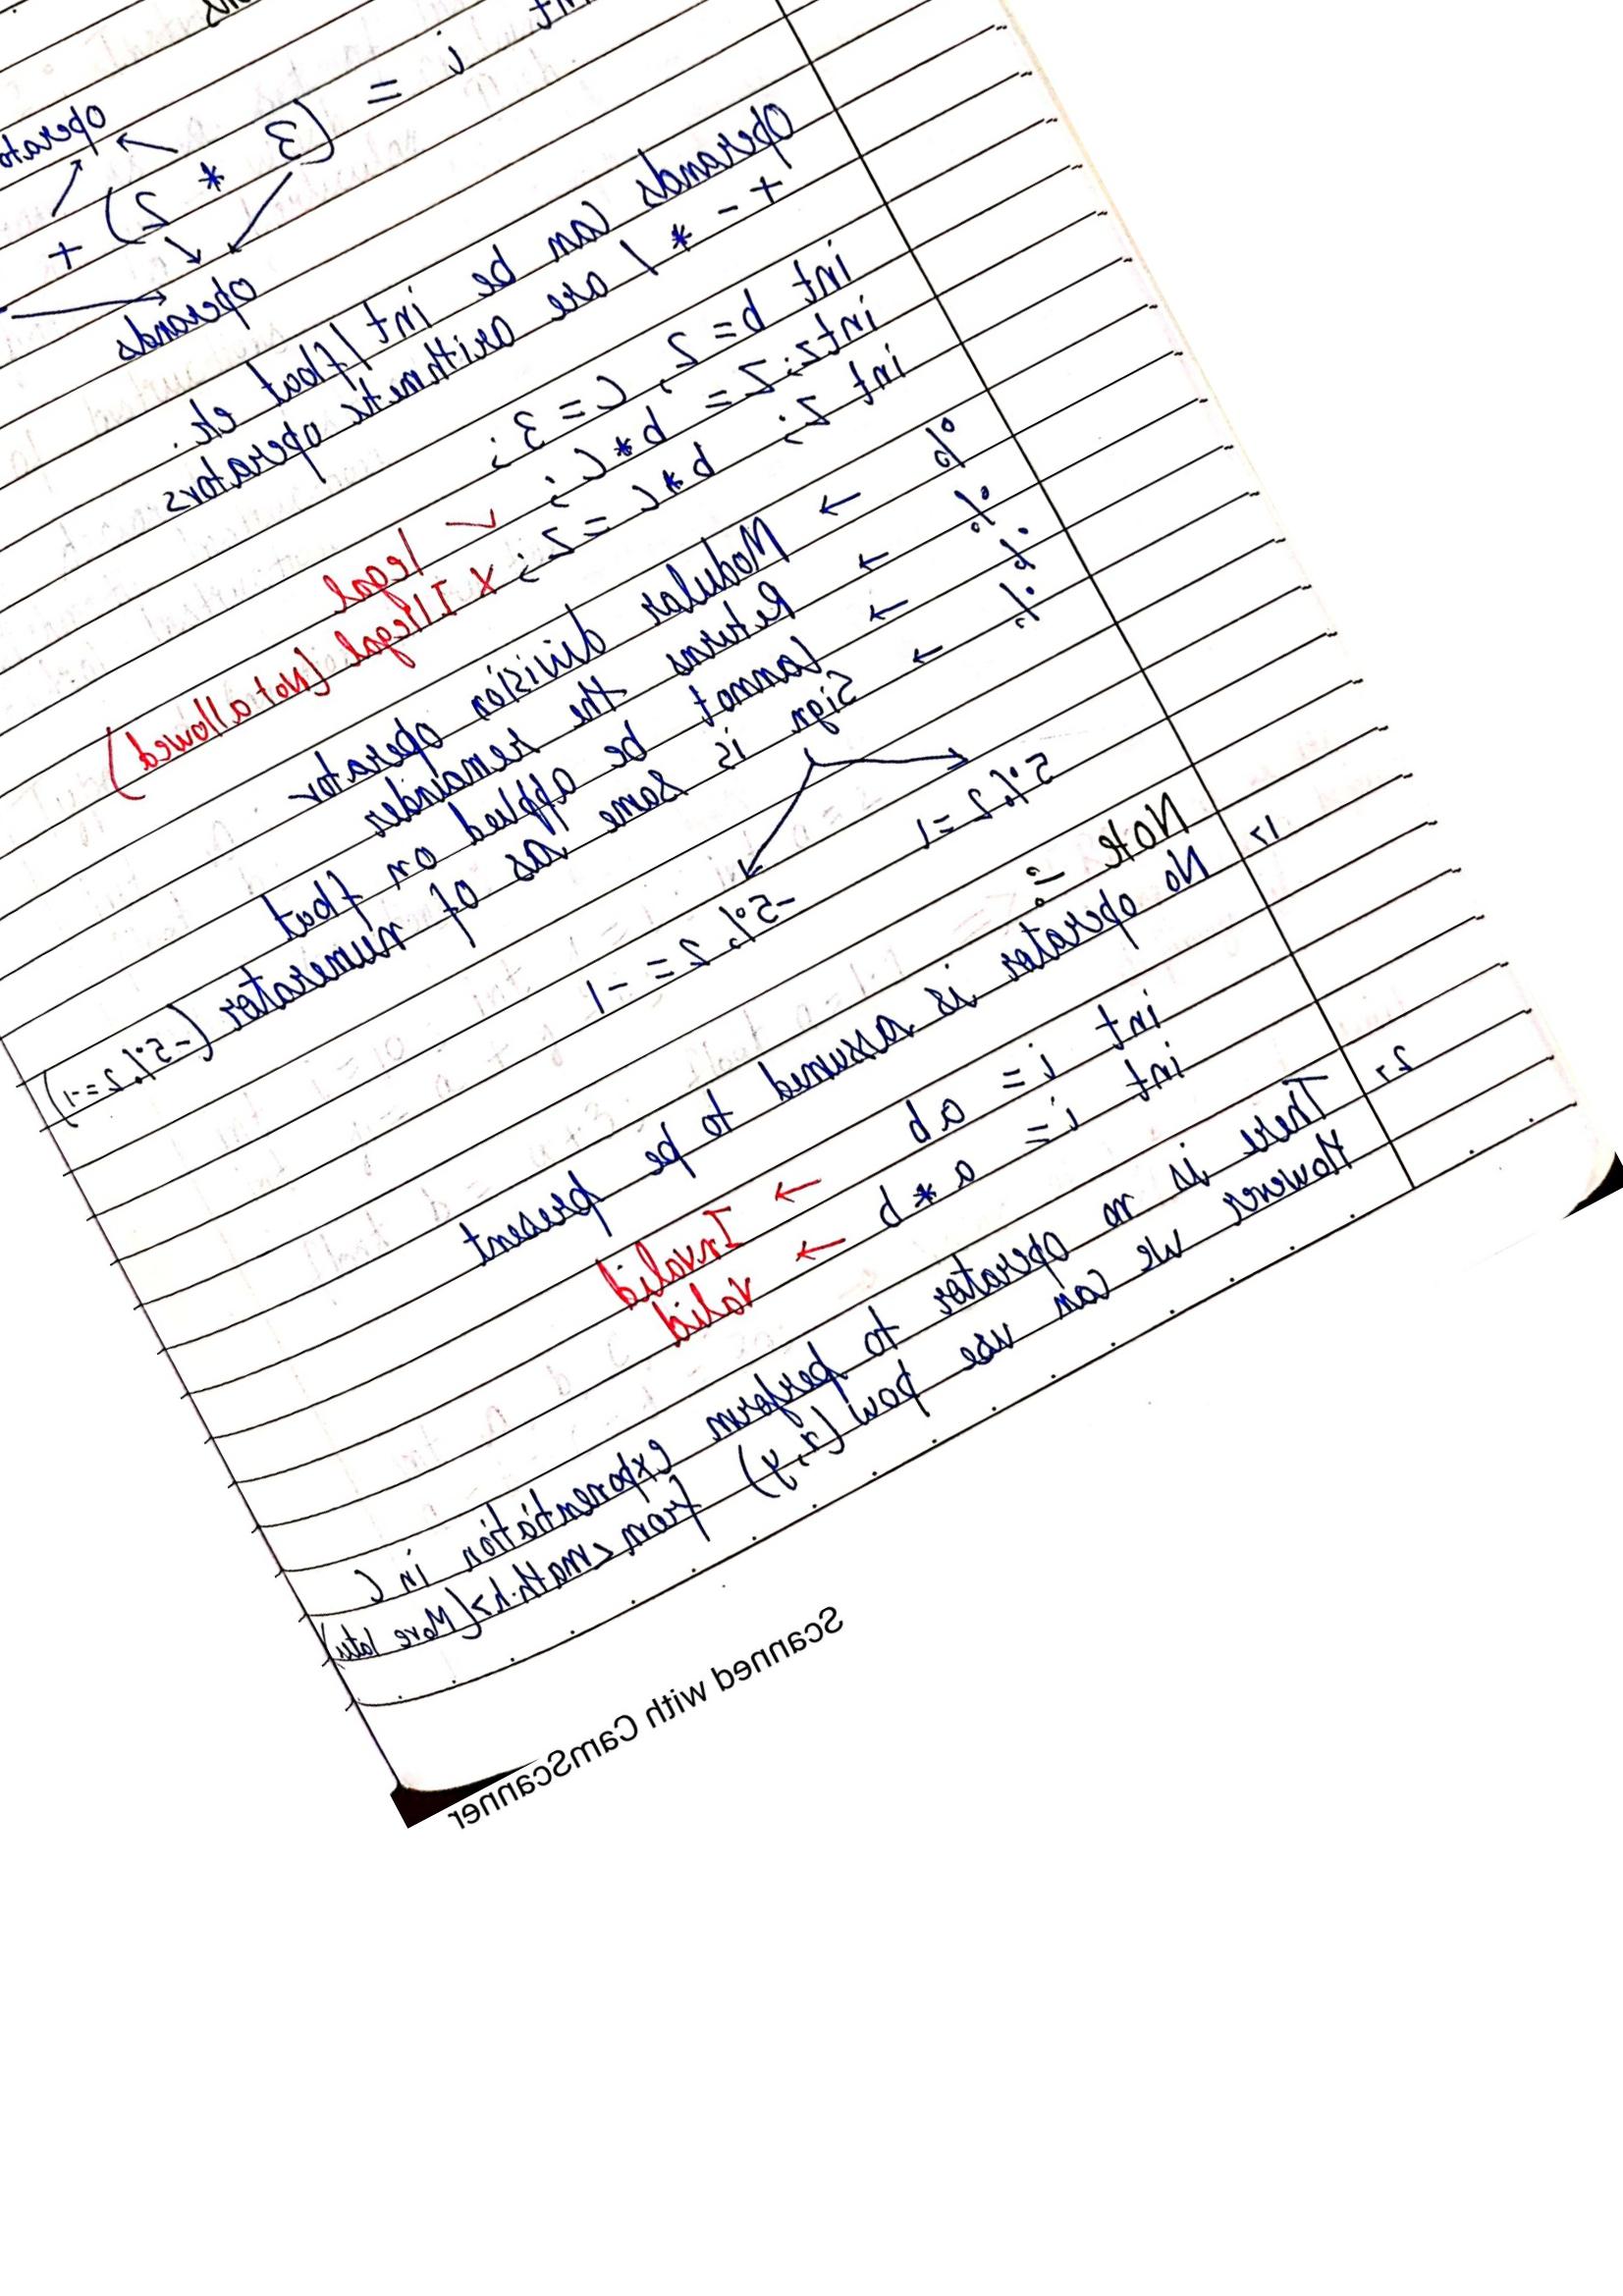 int i = (3 * 2) +
operands
Operands can be int / float etc.
+ - * / are arithmetic operators
int b = 2, c = 3;
int z; z = b*c; ✓ legal
int z; b*c = z; X Illegal (Not allowed)
% → Modular division operator
% → Returns the remainder
% → Cannot be applied on float
% → Sign is same as of numerator (-5%2=-1)
5%2=1
-5%2 = -1
Note :-
1> No operator is assumed to be present
int i = ab → Invalid
int i = a * b → Valid
2> There is no operator to perform exponentation in C
However we can use pow(x,y) from <math.h> (More later)
Scanned with CamScanner